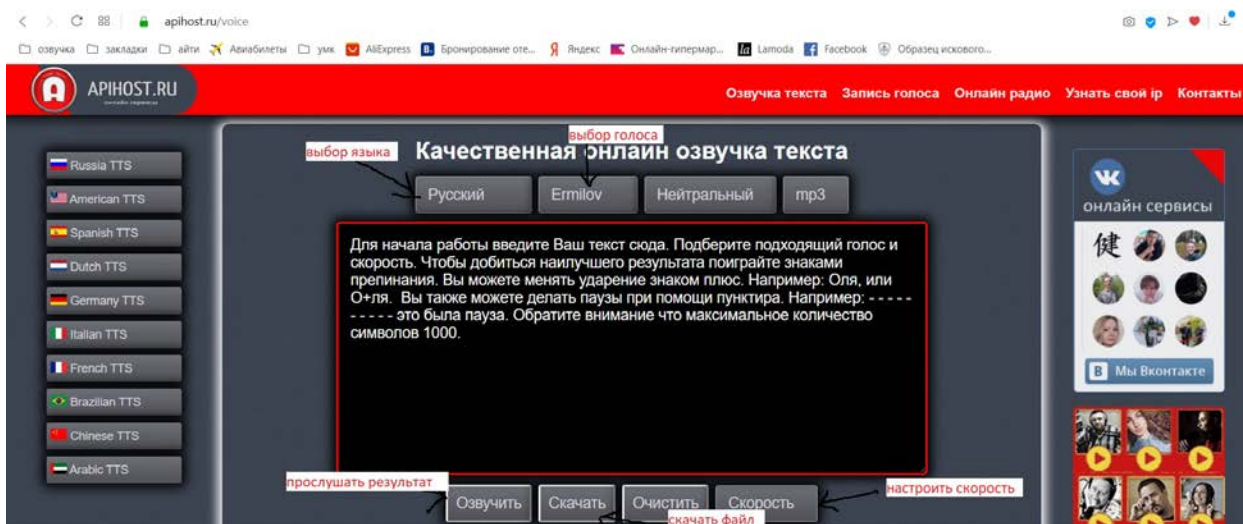 apihost.ru/voice
озвучка закладки айти Авиабилеты умк AliExpress Бронирование оте... Яндекс Онлайн-гипермар... Lamoda Facebook Образец искового...
APIHOST.RU
онлайн сервисы
Озвучка текста Запись голоса Онлайн радио Узнать свой ip Контакты
выбор голоса
выбор языка
Качественная онлайн озвучка текста
Русский Ermilov Нейтральный mp3
Russia TTS
American TTS
Spanish TTS
Dutch TTS
Germany TTS
Italian TTS
French TTS
Brazilian TTS
Chinese TTS
Arabic TTS
Для начала работы введите Ваш текст сюда. Подберите подходящий голос и
скорость. Чтобы добиться наилучшего результата поиграйте знаками
препинания. Вы можете менять ударение знаком плюс. Например: Оля, или
О+ля. Вы также можете делать паузы при помощи пунктира. Например: - - - - -
- - - - - это была пауза. Обратите внимание что максимальное количество
символов 1000.
прослушать результат
настроить скорость
Озвучить Скачать Очистить Скорость
скачать файл
онлайн сервисы
健
В Мы Вконтакте